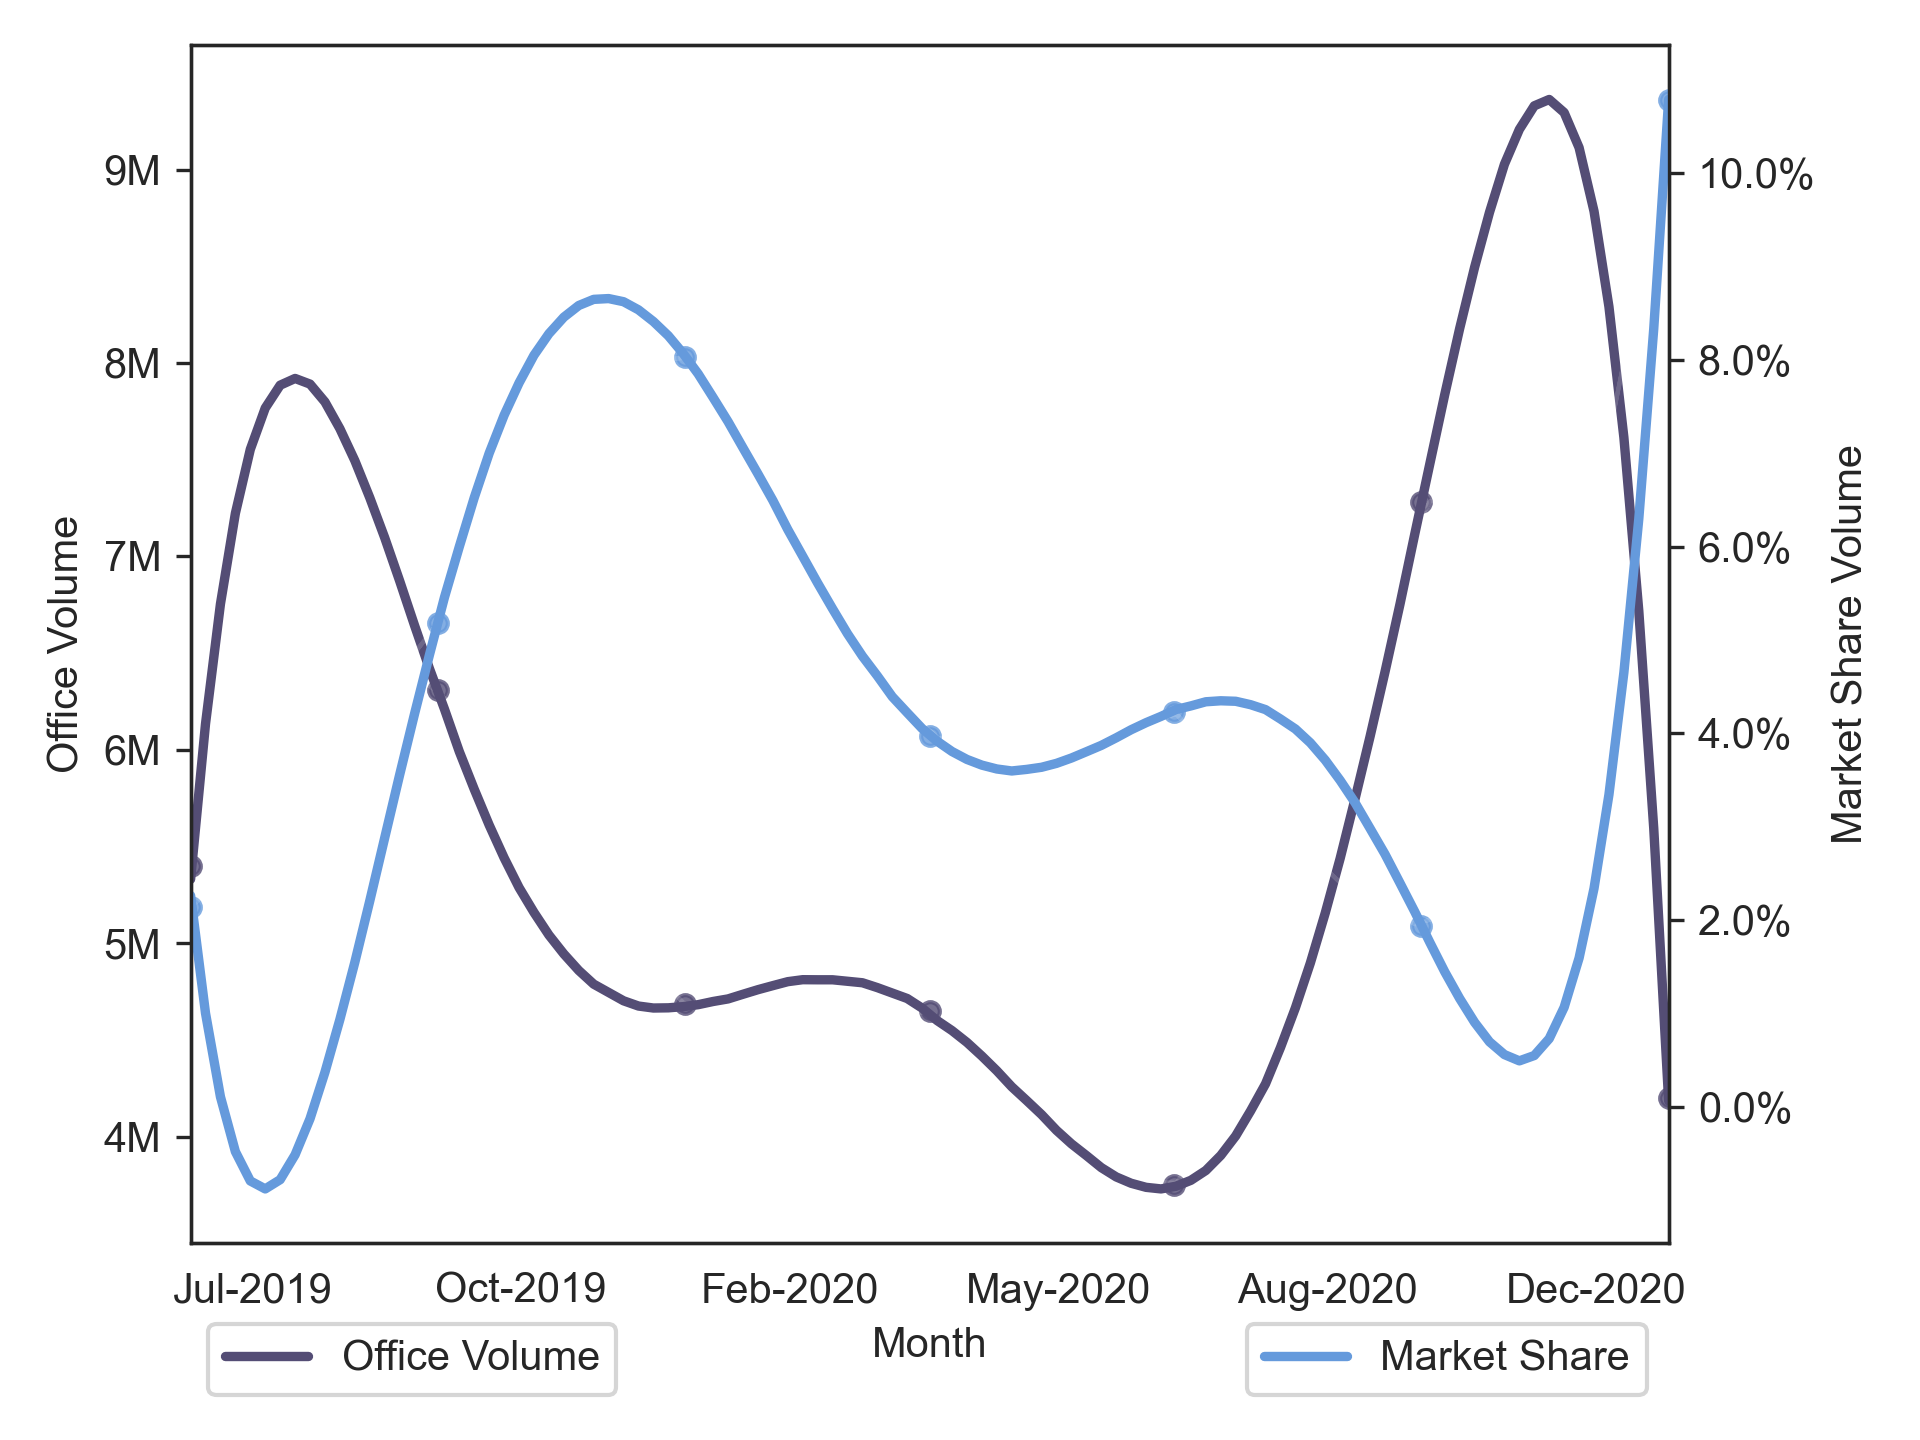 9M
8M
7M
6M
5M
4M
Office Volume
10.0%
8.0%
6.0%
4.0%
2.0%
0.0%
Market Share Volume
Jul-2019 Oct-2019 Feb-2020 May-2020 Aug-2020 Dec-2020
Month
Office Volume
Market Share